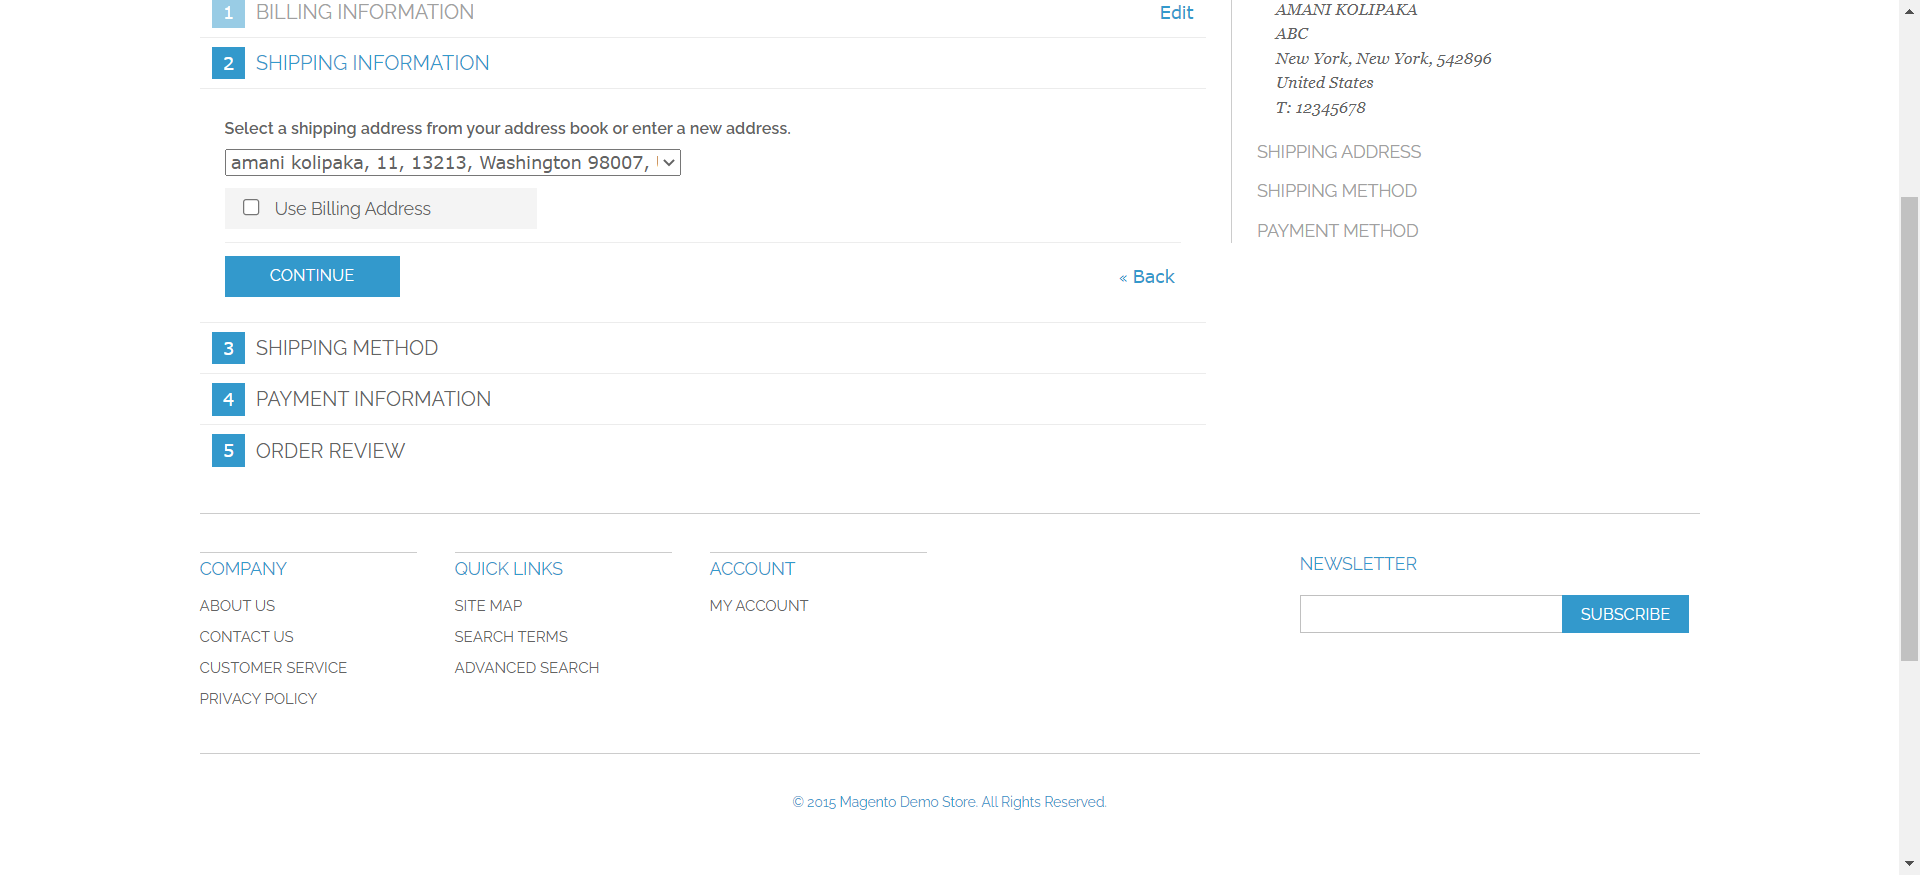 1 BILLING INFORMATION
Edit
2 SHIPPING INFORMATION
Select a shipping address from your address book or enter a new address.
amani kolipaka, 11, 13213, Washington 98007,
Use Billing Address
CONTINUE
« Back
3 SHIPPING METHOD
4 PAYMENT INFORMATION
5 ORDER REVIEW
AMANI KOLIPAKA
ABC
New York, New York, 542896
United States
T: 12345678
SHIPPING ADDRESS
SHIPPING METHOD
PAYMENT METHOD
COMPANY
ABOUT US
CONTACT US
CUSTOMER SERVICE
PRIVACY POLICY
QUICK LINKS
SITE MAP
SEARCH TERMS
ADVANCED SEARCH
ACCOUNT
MY ACCOUNT
NEWSLETTER
SUBSCRIBE
© 2015 Magento Demo Store. All Rights Reserved.